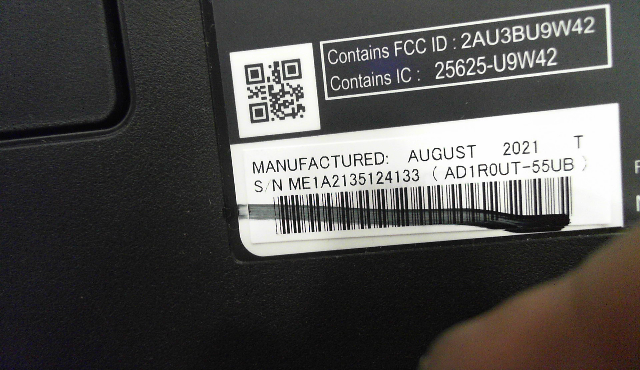 Contains FCC ID : 2AU3BU9W42
Contains IC : 25625-U9W42
MANUFACTURED: AUGUST 2021 T
S/N ME1A2135124133 ( AD1R0UT-55UB )